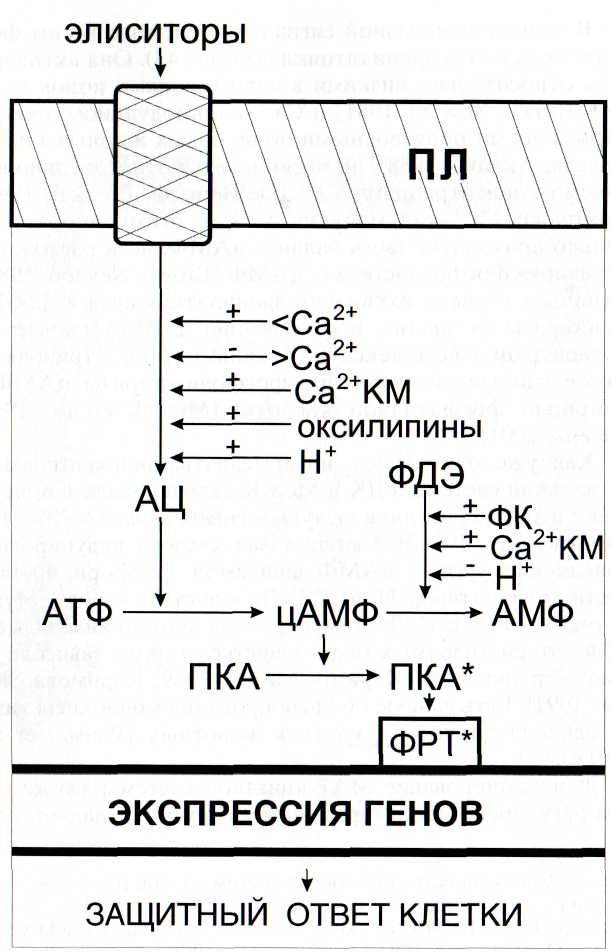 элиситоры
ПЛ
+ <Ca²⁺
- >Ca²⁺
+ Ca²⁺КМ
+ оксилипины
+ H⁺
АЦ
ФДЭ
+ ФК
+ Ca²⁺КМ
- H⁺
АТФ цАМФ АМФ
ПКА ПКА*
ФРТ*
ЭКСПРЕССИЯ ГЕНОВ
ЗАЩИТНЫЙ ОТВЕТ КЛЕТКИ